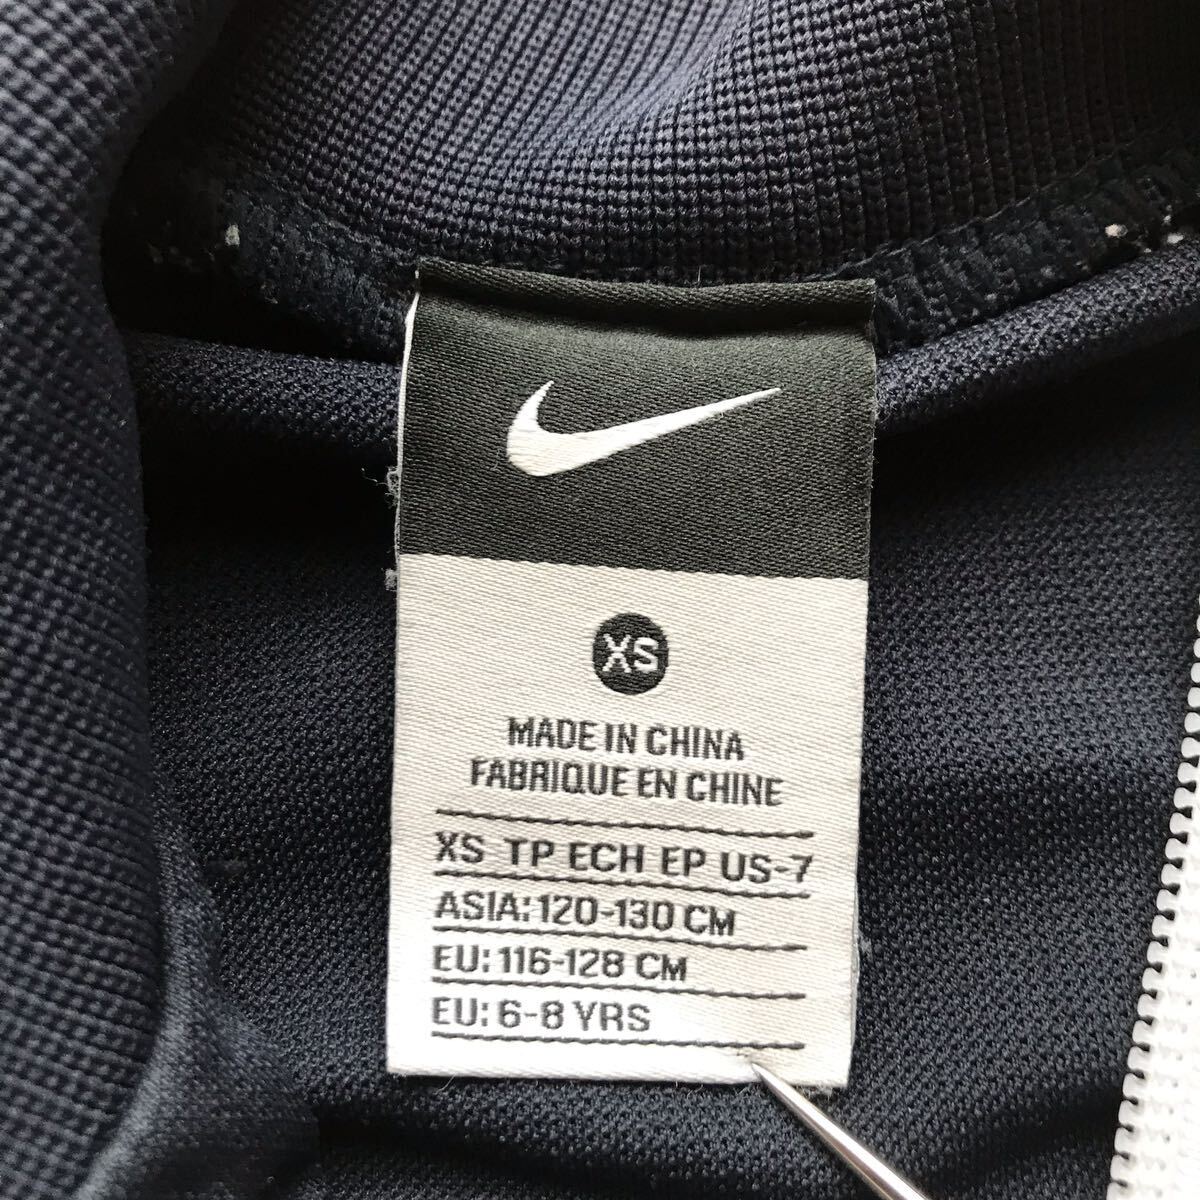 XS
MADE IN CHINA
FABRIQUE EN CHINE
XS TP ECH EP US-7
ASIA: 120-130 CM
EU: 116-128 CM
EU: 6-8 YRS